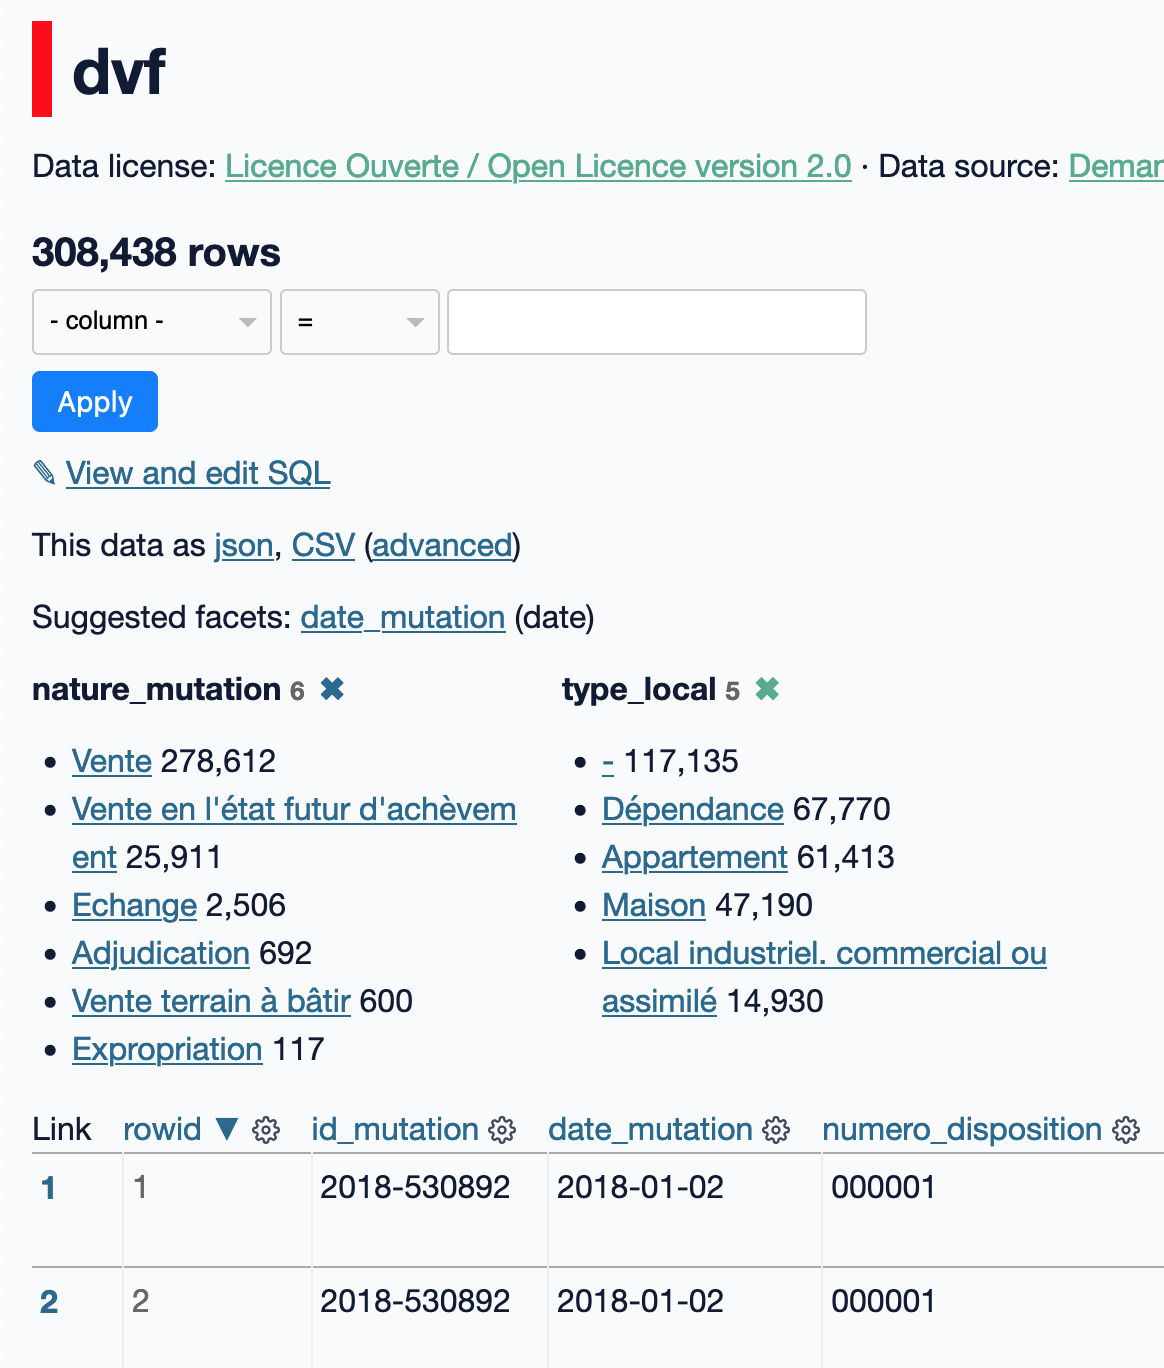 dvf
Data license: Licence Ouverte / Open Licence version 2.0 · Data source:
308,438 rows
- column - =
Apply
✎ View and edit SQL
This data as json, CSV (advanced)
Suggested facets: date_mutation (date)
nature_mutation 6 ✖
Vente 278,612
Vente en l'état futur d'achèvem
ent 25,911
Echange 2,506
Adjudication 692
Vente terrain à bâtir 600
Expropriation 117
type_local 5 ✖
- 117,135
Dépendance 67,770
Appartement 61,413
Maison 47,190
Local industriel. commercial ou
assimilé 14,930
Link rowid ▼ id_mutation date_mutation numero_disposition
1 1 2018-530892 2018-01-02 000001
2 2 2018-530892 2018-01-02 000001